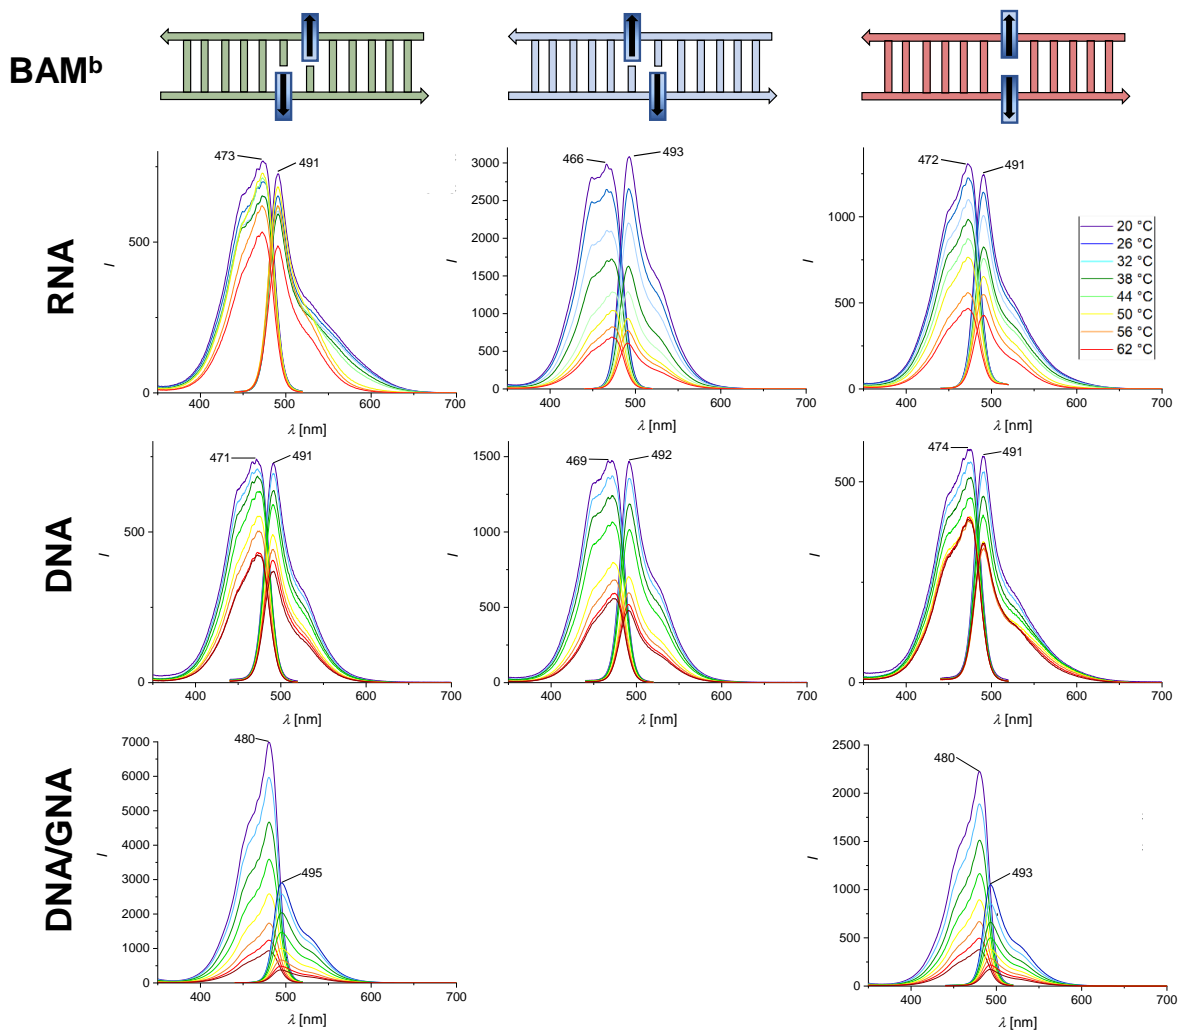 BAMᵇ
RNA
473
491
500
0
400
500
600
700
I
λ [nm]
466
493
3000
2500
2000
1500
1000
500
0
400
500
600
700
I
λ [nm]
472
491
1000
500
0
400
500
600
700
I
λ [nm]
20 °C
26 °C
32 °C
38 °C
44 °C
50 °C
56 °C
62 °C
DNA
471
491
500
0
400
500
600
700
I
λ [nm]
469
492
1500
1000
500
0
400
500
600
700
I
λ [nm]
474
491
500
0
400
500
600
700
I
λ [nm]
DNA/GNA
480
495
7000
6000
5000
4000
3000
2000
1000
0
400
500
600
700
I
λ [nm]
480
493
2500
2000
1500
1000
500
0
400
500
600
700
I
λ [nm]